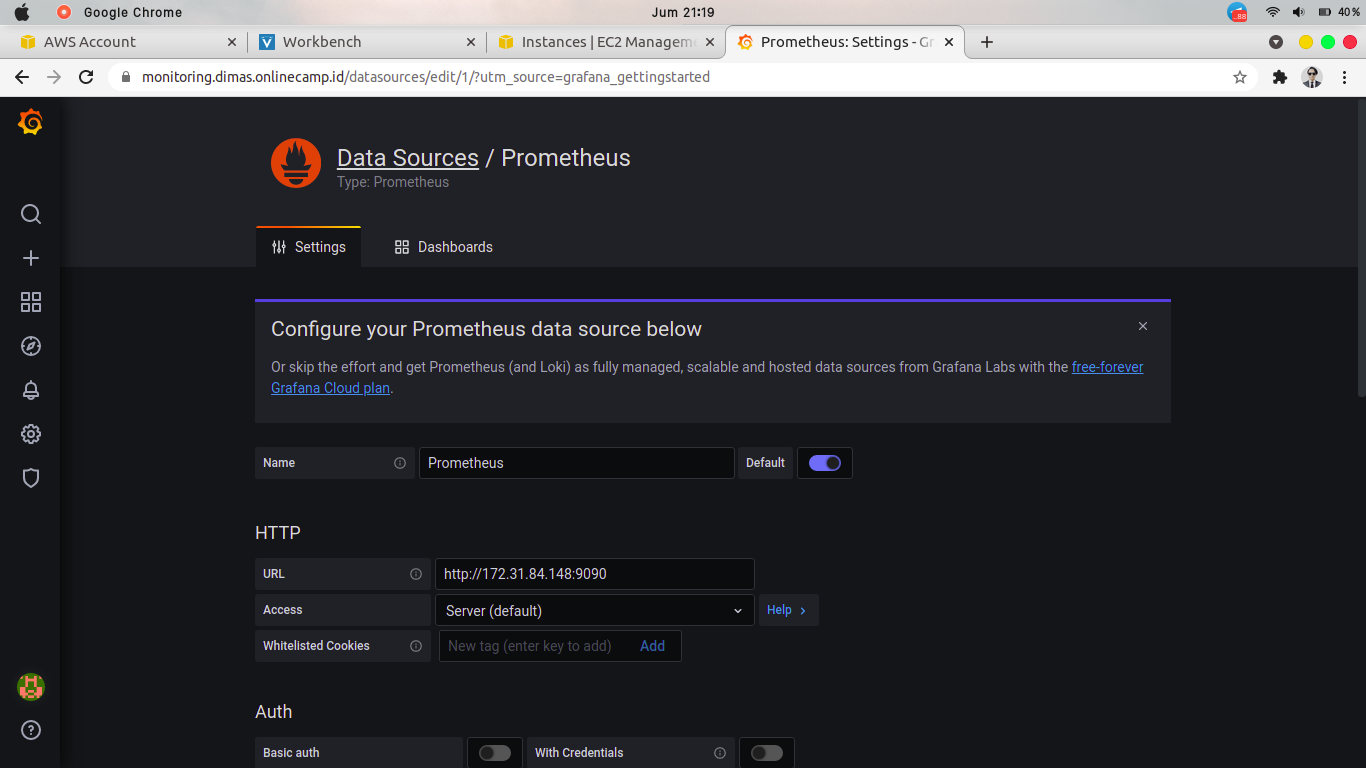 Google Chrome
Jum 21:19
..88
40%
AWS Account
Workbench
Instances | EC2 Managem
Prometheus: Settings - Gr
monitoring.dimas.onlinecamp.id/datasources/edit/1/?utm_source=grafana_gettingstarted
Data Sources / Prometheus
Type: Prometheus
Settings
Dashboards
Configure your Prometheus data source below
Or skip the effort and get Prometheus (and Loki) as fully managed, scalable and hosted data sources from Grafana Labs with the free-forever
Grafana Cloud plan.
Name
Prometheus
Default
HTTP
URL
http://172.31.84.148:9090
Access
Server (default)
Help
Whitelisted Cookies
New tag (enter key to add)
Add
Auth
Basic auth
With Credentials